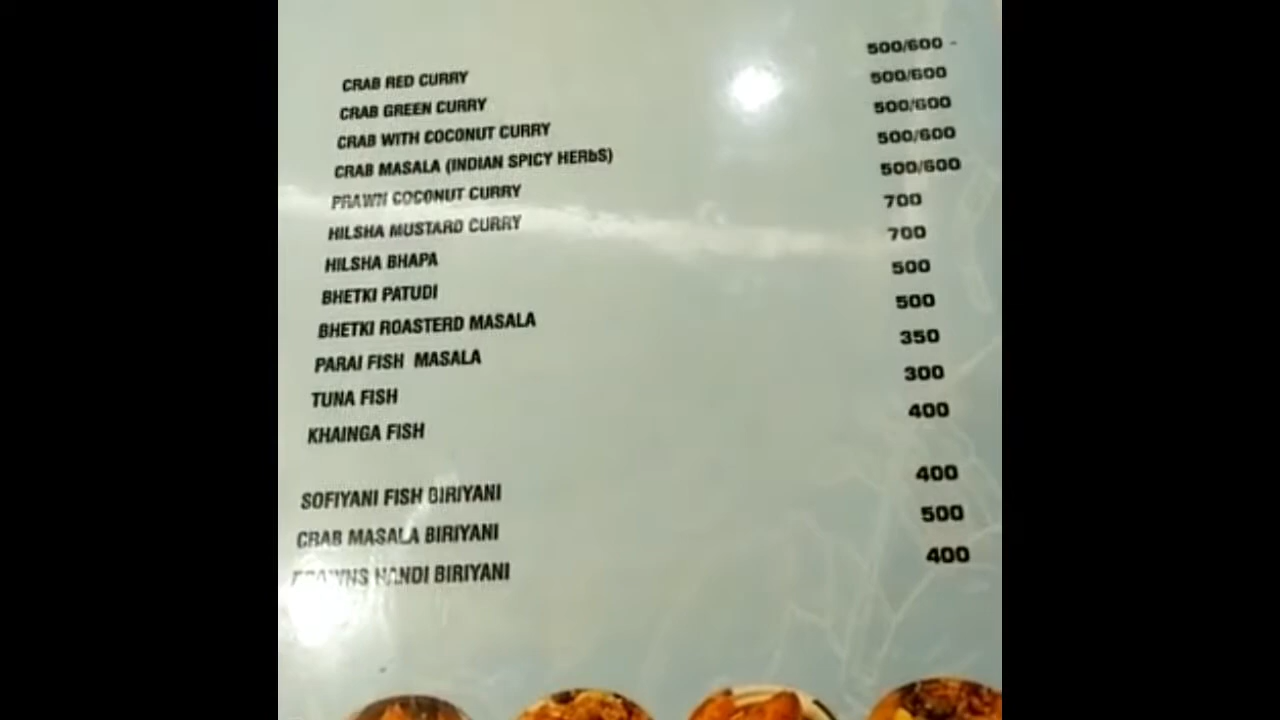 CRAB RED CURRY 500/600 -
CRAB GREEN CURRY 500/600
CRAB WITH COCONUT CURRY 500/600
CRAB MASALA (INDIAN SPICY HERbS) 500/600
PRAWN COCONUT CURRY 500/600
HILSHA MUSTARD CURRY 700
HILSHA BHAPA 700
BHETKI PATUDI 500
BHETKI ROASTERD MASALA 500
PARAI FISH MASALA 350
TUNA FISH 300
KHAINGA FISH 400
SOFIYANI FISH BIRIYANI 400
CRAB MASALA BIRIYANI 500
PRAWNS HANDI BIRIYANI 400